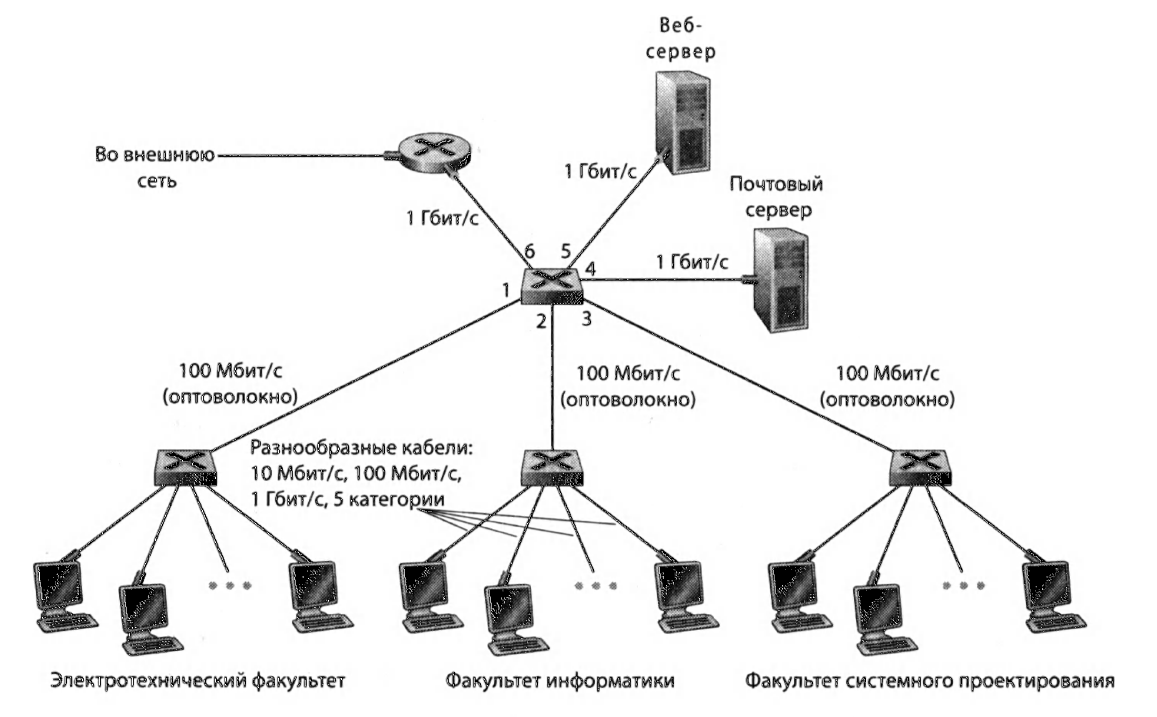 Веб-
сервер
Во внешнюю
сеть
1 Гбит/с
Почтовый
сервер
1 Гбит/с
6
5
4
1 Гбит/с
1
2
3
100 Мбит/с
(оптоволокно)
100 Мбит/с
(оптоволокно)
100 Мбит/с
(оптоволокно)
Разнообразные кабели:
10 Мбит/с, 100 Мбит/с,
1 Гбит/с, 5 категории
Электротехнический факультет
Факультет информатики
Факультет системного проектирования